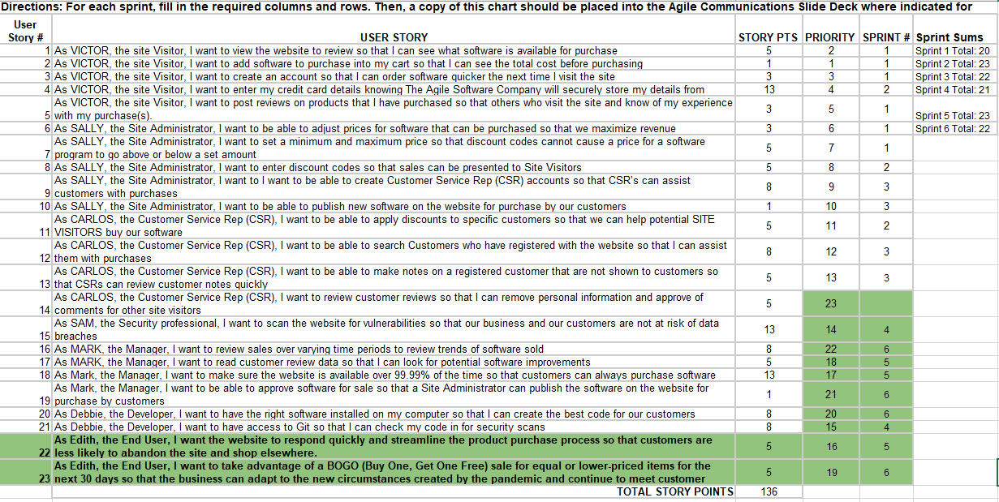 Directions: For each sprint, fill in the required columns and rows. Then, a copy of this chart should be placed into the Agile Communications Slide Deck where indicated for
User
Story # USER STORY STORY PTS PRIORITY SPRINT # Sprint Sums
1 As VICTOR, the site Visitor, I want to view the website to review so that I can see what software is available for purchase 5 2 1 Sprint 1 Total: 20
2 As VICTOR, the site Visitor, I want to add software to purchase into my cart so that I can see the total cost before purchasing 1 1 1 Sprint 2 Total: 23
3 As VICTOR, the site Visitor, I want to create an account so that I can order software quicker the next time I visit the site 3 3 1 Sprint 3 Total: 22
4 As VICTOR, the site Visitor, I want to enter my credit card details knowing The Agile Software Company will securely store my details from 13 4 2 Sprint 4 Total: 21
As VICTOR, the site Visitor, I want to post reviews on products that I have purchased so that others who visit the site and know of my experience
5 with my purchase(s). 3 5 1 Sprint 5 Total: 23
6 As SALLY, the Site Administrator, I want to be able to adjust prices for software that can be purchased so that we maximize revenue 3 6 1 Sprint 6 Total: 22
As SALLY, the Site Administrator, I want to set a minimum and maximum price so that discount codes cannot cause a price for a software
7 program to go above or below a set amount 5 7 1
8 As SALLY, the Site Administrator, I want to enter discount codes so that sales can be presented to Site Visitors 5 8 2
As SALLY, the Site Administrator, I want to I want to be able to create Customer Service Rep (CSR) accounts so that CSR's can assist
9 customers with purchases 8 9 3
10 As SALLY, the Site Administrator, I want to be able to publish new software on the website for purchase by our customers 1 10 3
As CARLOS, the Customer Service Rep (CSR), I want to be able to apply discounts to specific customers so that we can help potential SITE
11 VISITORS buy our software 5 11 2
As CARLOS, the Customer Service Rep (CSR), I want to be able to search Customers who have registered with the website so that I can assist
12 them with purchases 8 12 3
As CARLOS, the Customer Service Rep (CSR), I want to be able to make notes on a registered customer that are not shown to customers so
13 that CSRs can review customer notes quickly 5 13 3
As CARLOS, the Customer Service Rep (CSR), I want to review customer reviews so that I can remove personal information and approve of
14 comments for other site visitors 5 23
As SAM, the Security professional, I want to scan the website for vulnerabilities so that our business and our customers are not at risk of data
15 breaches 13 14 4
16 As MARK, the Manager, I want to review sales over varying time periods to review trends of software sold 8 22 6
17 As MARK, the Manager, I want to read customer review data so that I can look for potential software improvements 5 18 5
18 As Mark, the Manager, I want to make sure the website is available over 99.99% of the time so that customers can always purchase software 13 17 5
As Mark, the Manager, I want to be able to approve software for sale so that a Site Administrator can publish the software on the website for
19 purchase by customers 1 21 6
20 As Debbie, the Developer, I want to have the right software installed on my computer so that I can create the best code for our customers 8 20 6
21 As Debbie, the Developer, I want to have access to Git so that I can check my code in for security scans 8 15 4
As Edith, the End User, I want the website to respond quickly and streamline the product purchase process so that customers are
22 less likely to abandon the site and shop elsewhere. 5 16 5
As Edith, the End User, I want to take advantage of a BOGO (Buy One, Get One Free) sale for equal or lower-priced items for the
23 next 30 days so that the business can adapt to the new circumstances created by the pandemic and continue to meet customer 5 19 6
TOTAL STORY POINTS 136